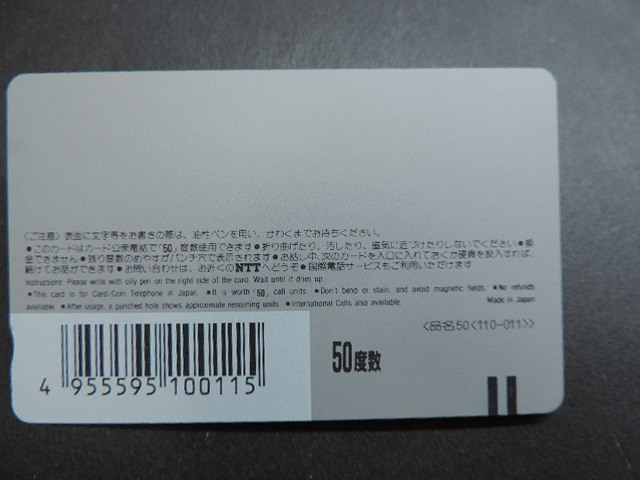 〈ご注意〉表面に文字等をお書きの際は、油性ペンを用い、かわくまでお待ちください。
●このカードはカード公衆電話で「50」度数使用できます●折り曲げたり、汚したり、磁気に近づけたりしないでください●換
金できません●残り度数のめやすがパンチ穴で表示されます●お話し中、次のカードを入口に入れておくか硬貨を投入すれば、
続けてお話ができます●お問い合わせは、お近くのNTTへどうぞ●国際電話サービスもご利用いただけます
Instructions: Please write with oily pen on the right side of the card. Wait until it dries up.
●This card is for Card/Coin Telephone in Japan. ●It is worth「50」call units. ●Don't bend or stain, and avoid magnetic fields. ●No refunds
available. ●After usage, a punched hole shows approximate remaining units. ●International Calls also available. Made in Japan
〈品名50〈110-011〉〉
50度数
4 955595 100115